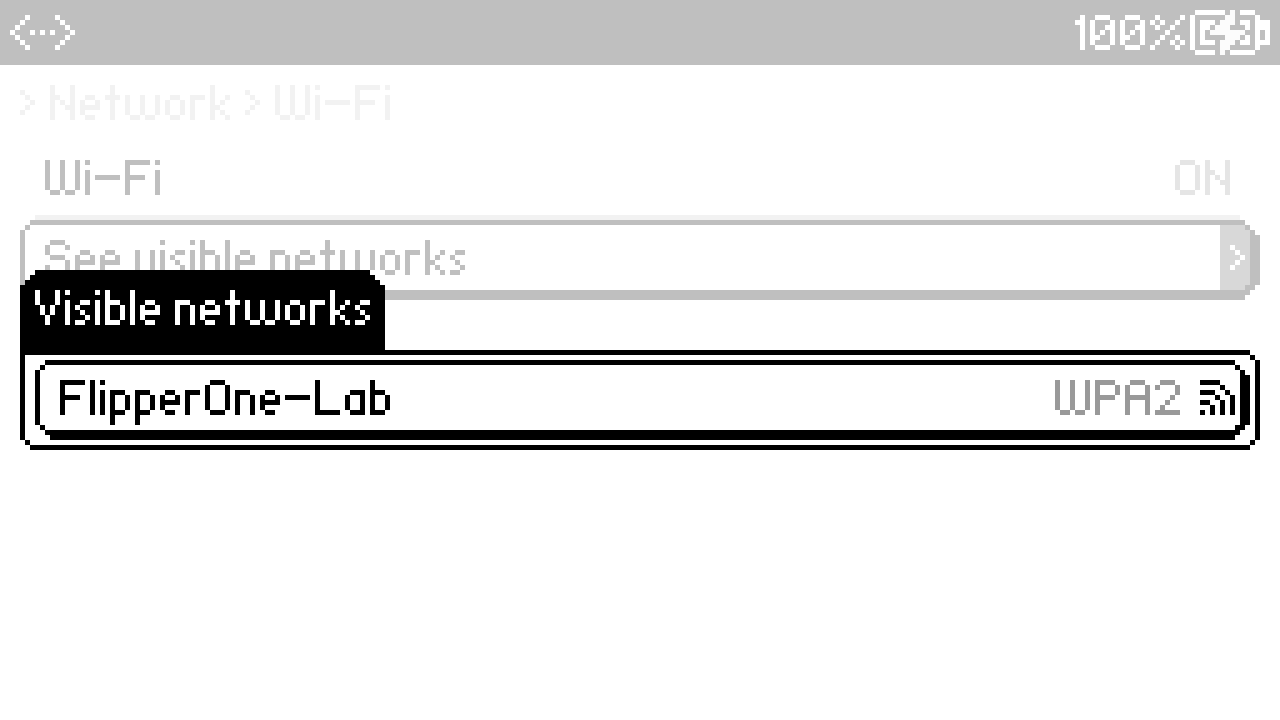 100%
> Network > Wi-Fi
Wi-Fi ON
See visible networks >
Visible networks
FlipperOne-Lab WPA2